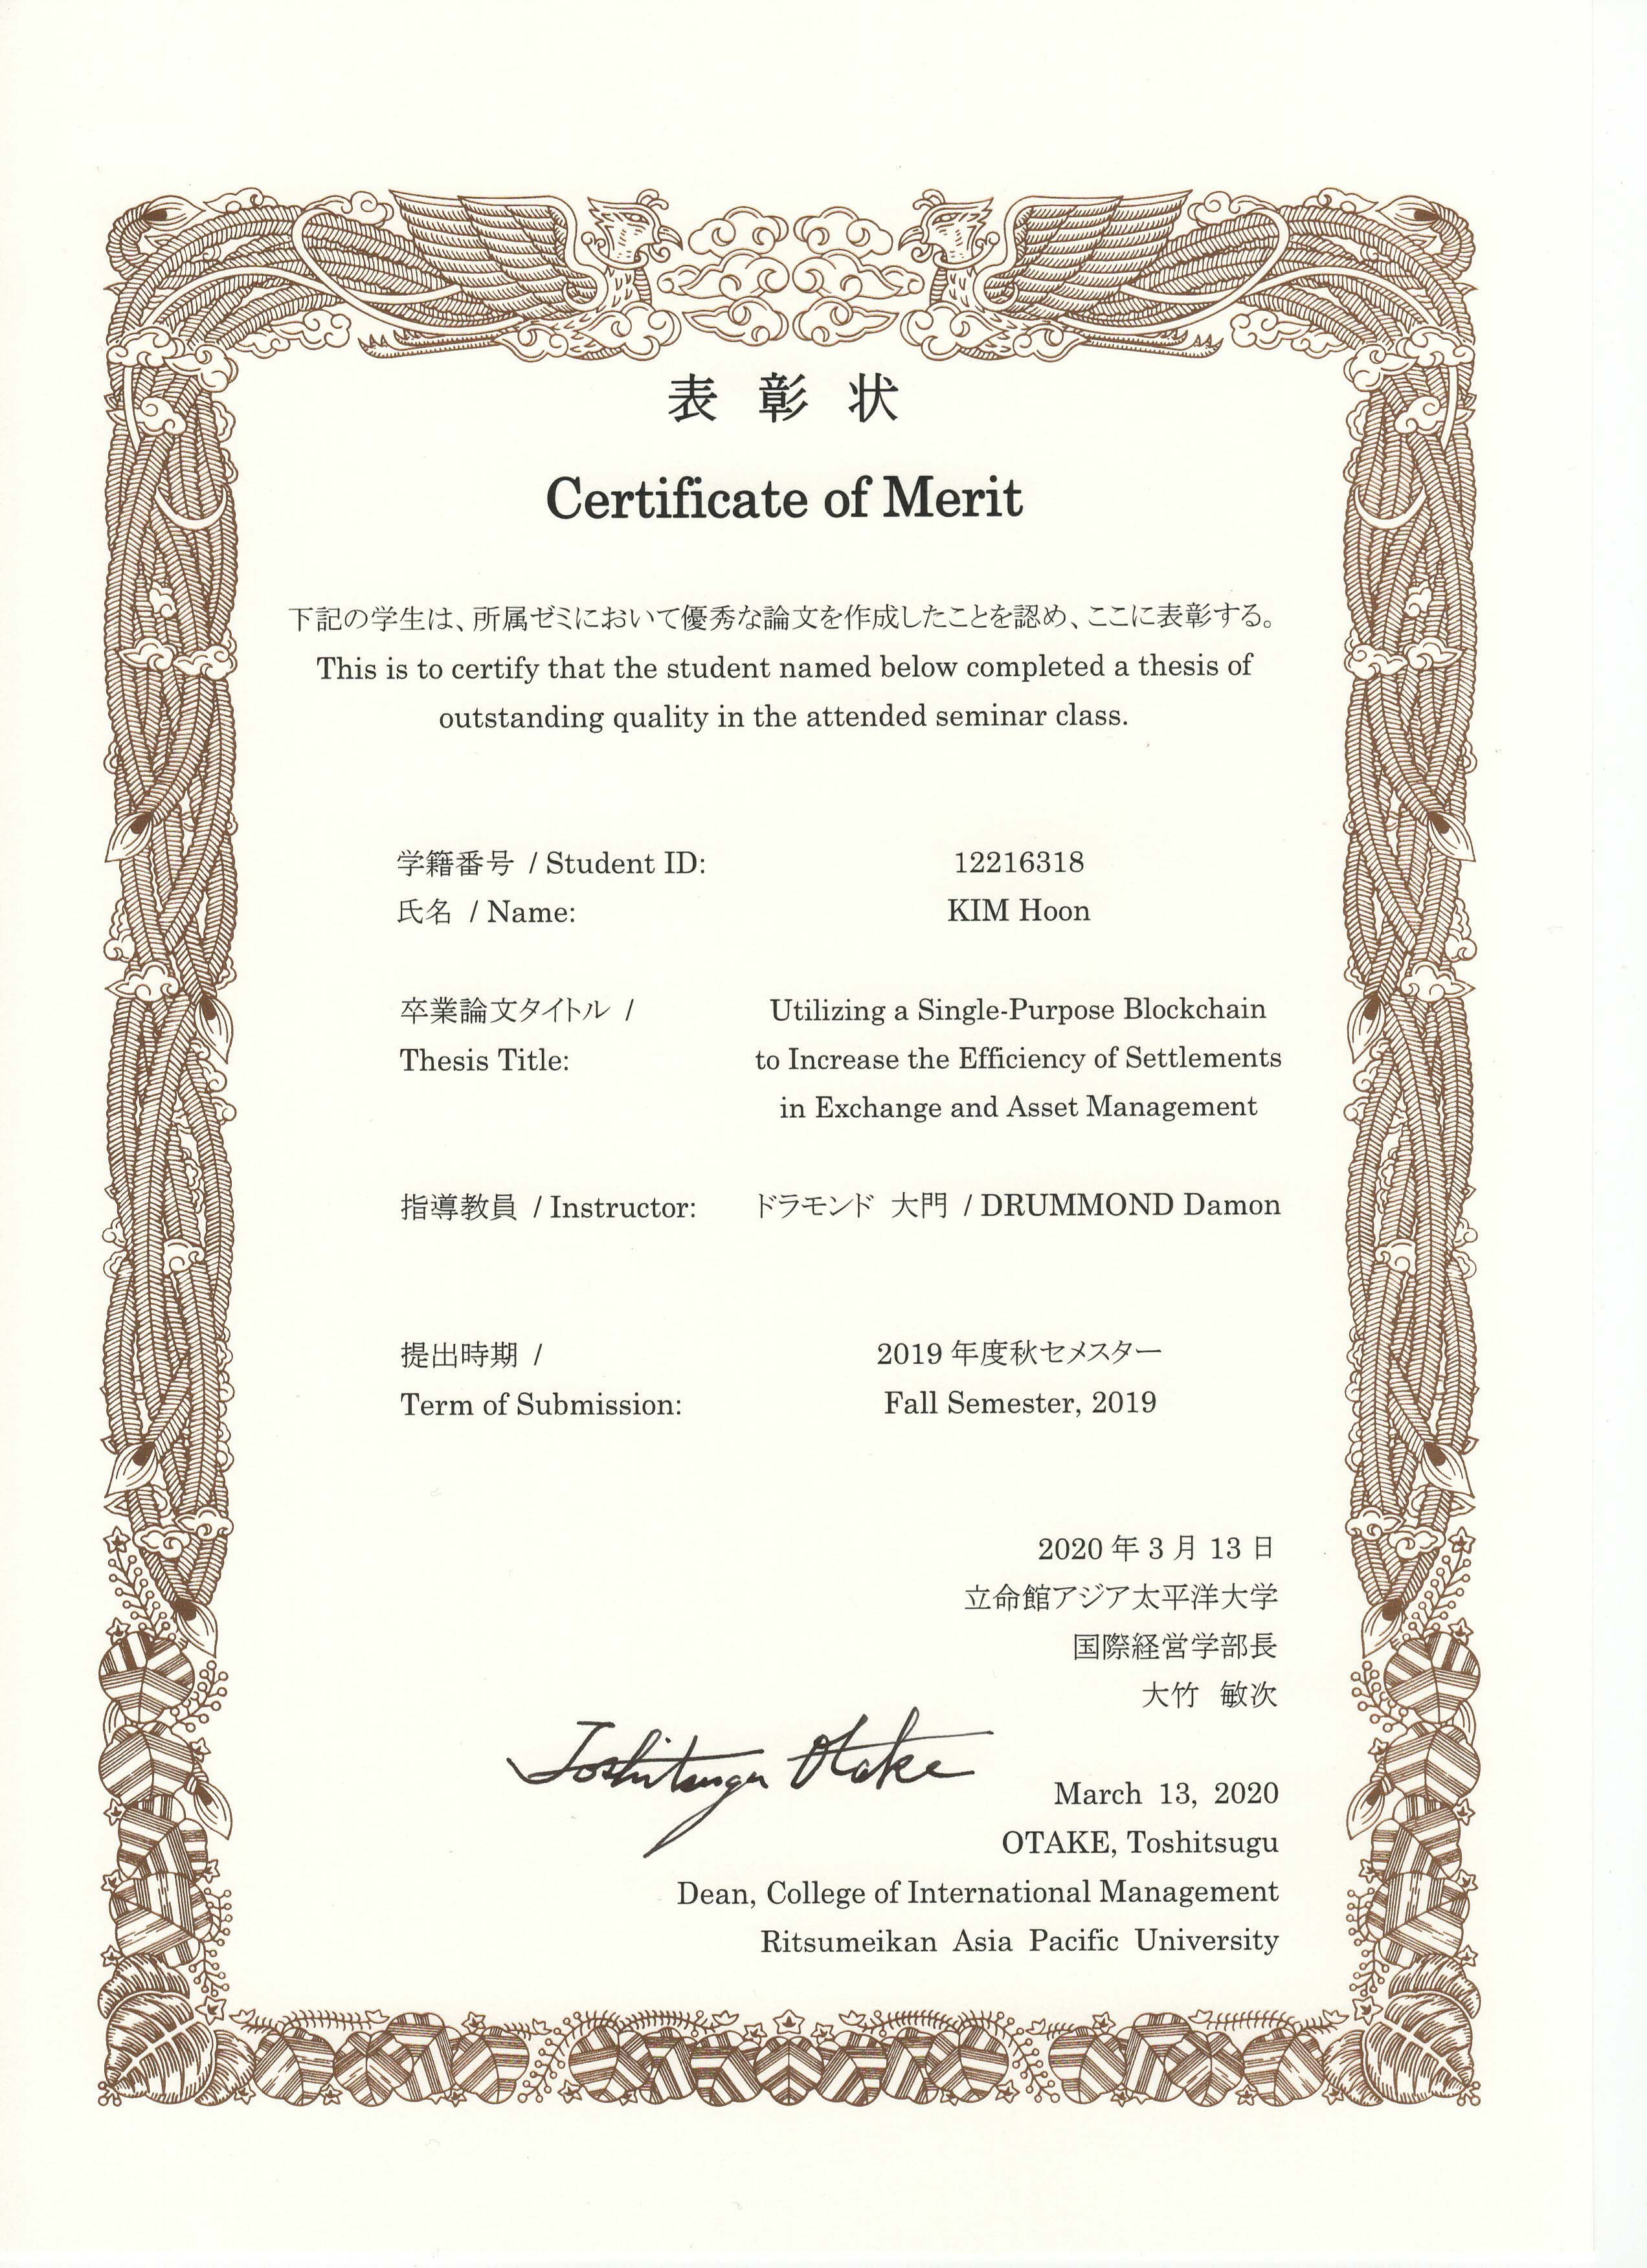 表 彰 状
Certificate of Merit
下記の学生は、所属ゼミにおいて優秀な論文を作成したことを認め、ここに表彰する。
This is to certify that the student named below completed a thesis of
outstanding quality in the attended seminar class.
学籍番号 / Student ID: 12216318
氏名 / Name: KIM Hoon
卒業論文タイトル / Utilizing a Single-Purpose Blockchain
Thesis Title: to Increase the Efficiency of Settlements
in Exchange and Asset Management
指導教員 / Instructor: ドラモンド 大門 / DRUMMOND Damon
提出時期 / 2019 年度秋セメスター
Term of Submission: Fall Semester, 2019
2020 年 3 月 13 日
立命館アジア太平洋大学
国際経営学部長
大竹 敏次
Toshitsugu Otake
March 13, 2020
OTAKE, Toshitsugu
Dean, College of International Management
Ritsumeikan Asia Pacific University